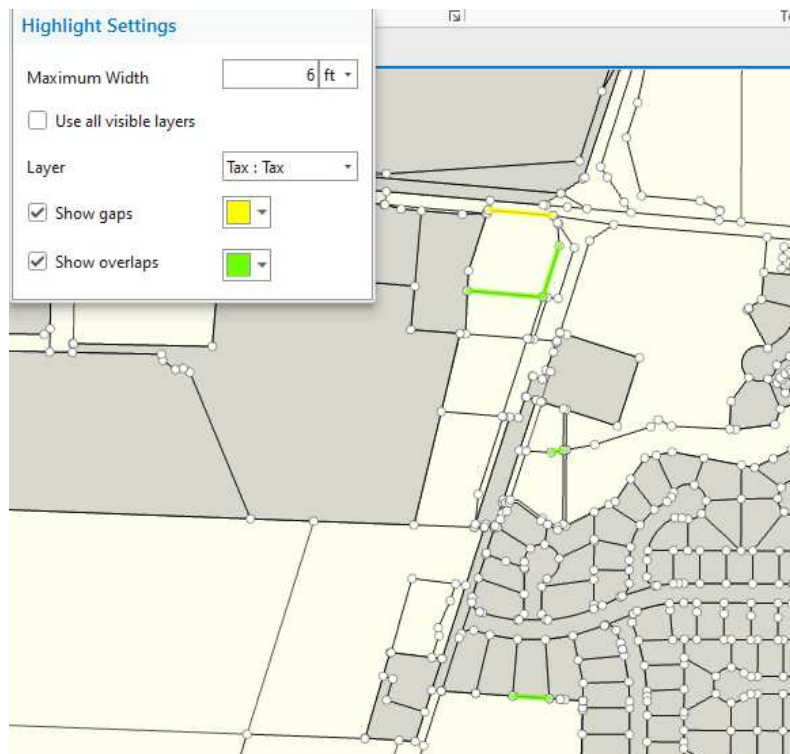 Highlight Settings
Maximum Width
6 ft
Use all visible layers
Layer
Tax : Tax
Show gaps
Show overlaps